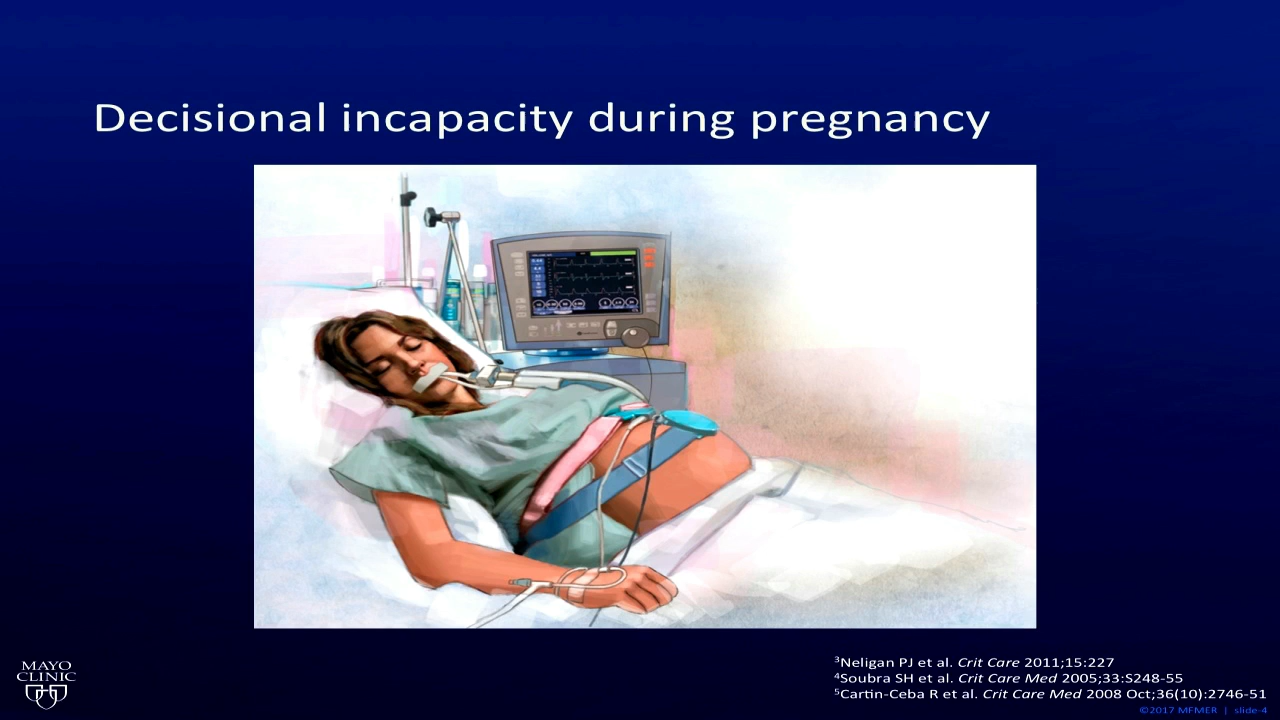 Decisional incapacity during pregnancy
MAYO
CLINIC
³Neligan PJ et al. Crit Care 2011;15:227
⁴Soubra SH et al. Crit Care Med 2005;33:S248-55
⁵Cartin-Ceba R et al. Crit Care Med 2008 Oct;36(10):2746-51
©2017 MFMER | slide-4